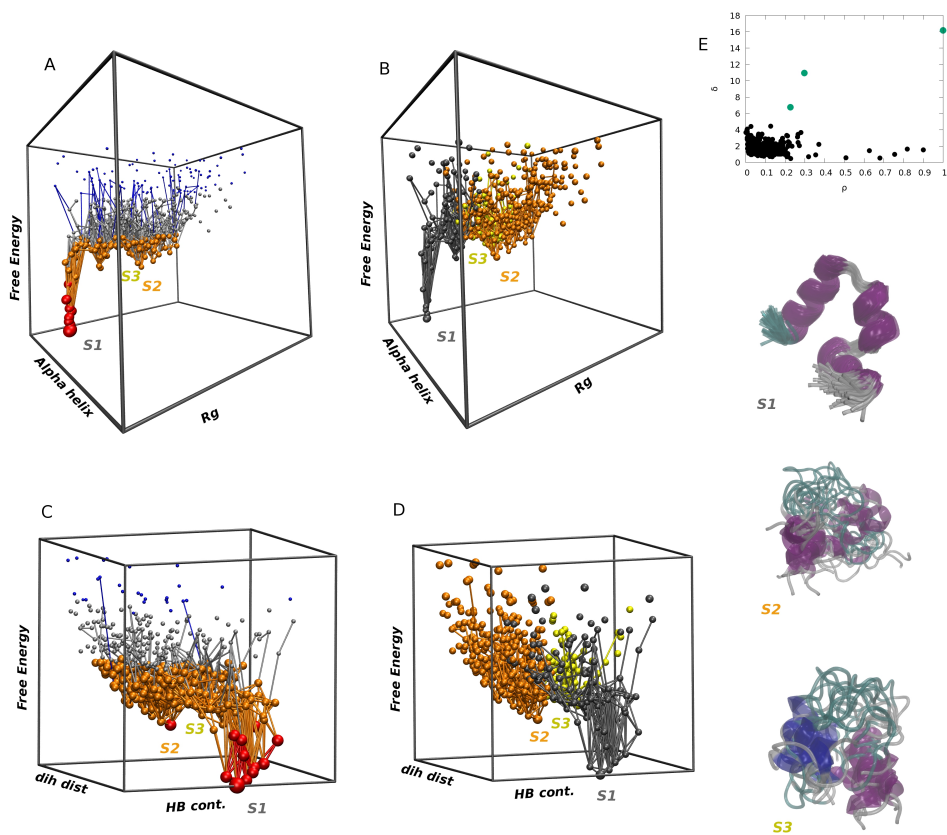 A
Free Energy
S3
S2
S1
Alpha helix
Rg
B
Free Energy
S3
S2
S1
Alpha helix
Rg
E
18
16
14
12
10
8
6
4
2
0
δ
0 0.1 0.2 0.3 0.4 0.5 0.6 0.7 0.8 0.9 1
ρ
S1
C
Free Energy
S3
S2
dih dist
HB cont.
S1
D
Free Energy
S3
S2
dih dist
HB cont.
S1
S2
S3